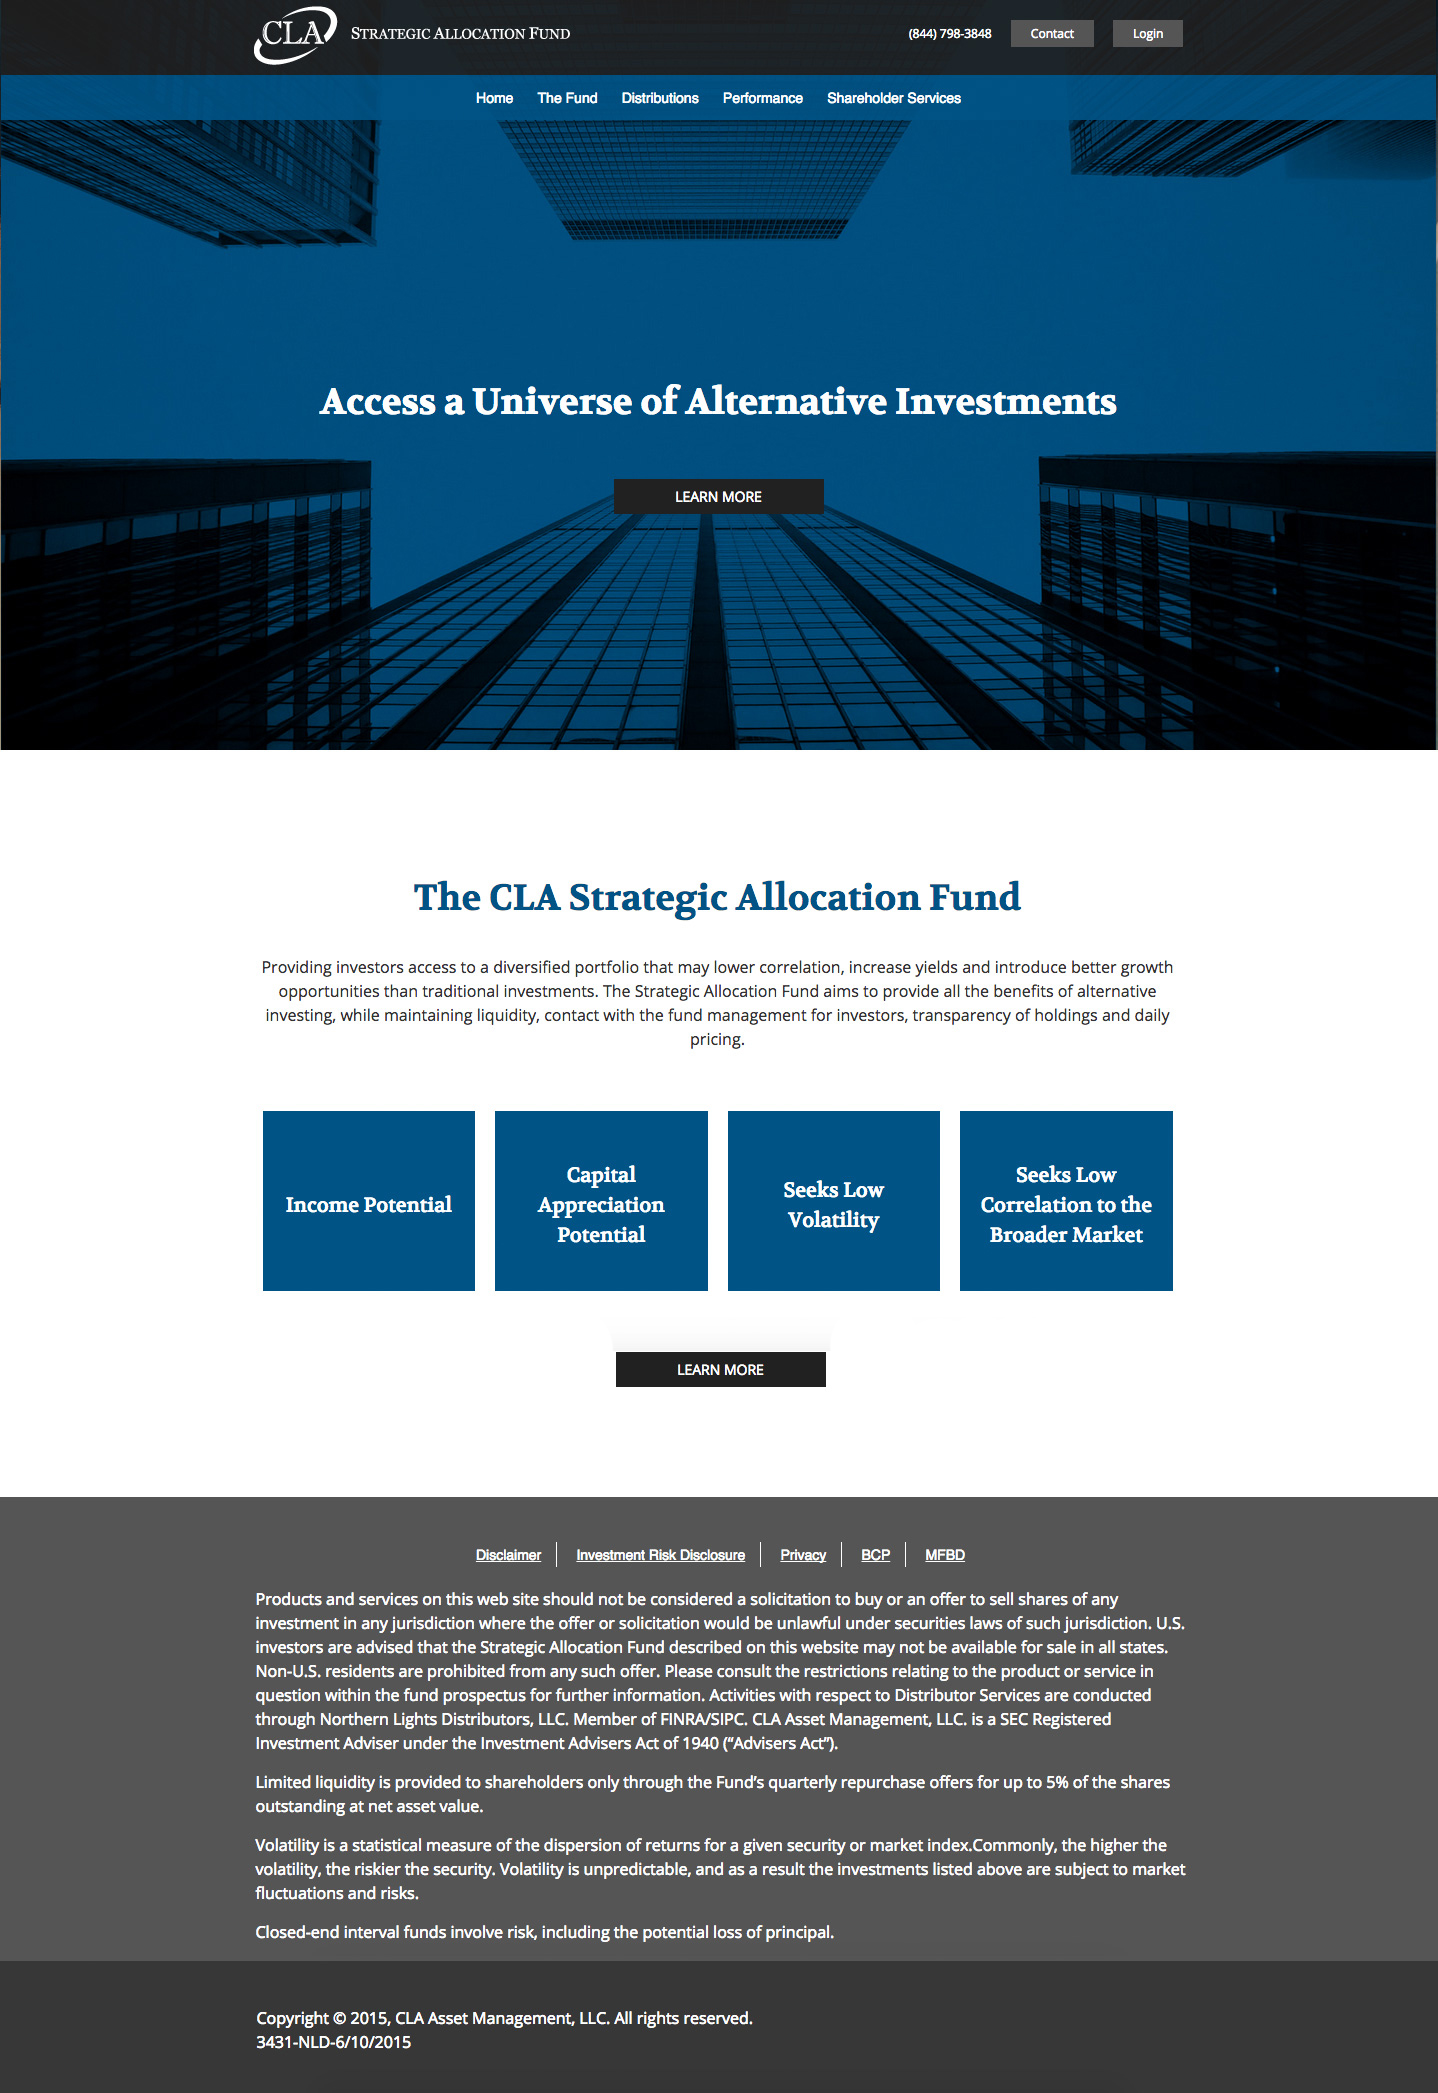 CLA STRATEGIC ALLOCATION FUND
(844) 798-3848 Contact Login
Home The Fund Distributions Performance Shareholder Services
Access a Universe of Alternative Investments
LEARN MORE
The CLA Strategic Allocation Fund
Providing investors access to a diversified portfolio that may lower correlation, increase yields and introduce better growth
opportunities than traditional investments. The Strategic Allocation Fund aims to provide all the benefits of alternative
investing, while maintaining liquidity, contact with the fund management for investors, transparency of holdings and daily
pricing.
Income Potential
Capital
Appreciation
Potential
Seeks Low
Volatility
Seeks Low
Correlation to the
Broader Market
LEARN MORE
Disclaimer Investment Risk Disclosure Privacy BCP MFBD
Products and services on this web site should not be considered a solicitation to buy or an offer to sell shares of any
investment in any jurisdiction where the offer or solicitation would be unlawful under securities laws of such jurisdiction. U.S.
investors are advised that the Strategic Allocation Fund described on this website may not be available for sale in all states.
Non-U.S. residents are prohibited from any such offer. Please consult the restrictions relating to the product or service in
question within the fund prospectus for further information. Activities with respect to Distributor Services are conducted
through Northern Lights Distributors, LLC. Member of FINRA/SIPC. CLA Asset Management, LLC. is a SEC Registered
Investment Adviser under the Investment Advisers Act of 1940 (“Advisers Act”).
Limited liquidity is provided to shareholders only through the Fund’s quarterly repurchase offers for up to 5% of the shares
outstanding at net asset value.
Volatility is a statistical measure of the dispersion of returns for a given security or market index.Commonly, the higher the
volatility, the riskier the security. Volatility is unpredictable, and as a result the investments listed above are subject to market
fluctuations and risks.
Closed-end interval funds involve risk, including the potential loss of principal.
Copyright © 2015, CLA Asset Management, LLC. All rights reserved.
3431-NLD-6/10/2015